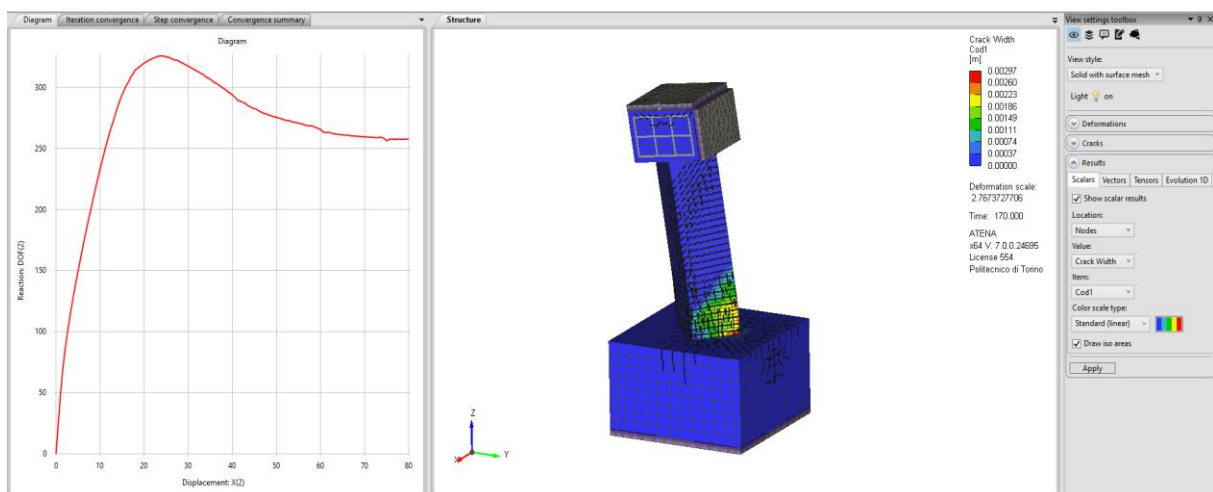 Diagram
Iteration convergence
Step convergence
Convergence summary
Diagram
Reaction: DOF(2)
300
250
200
150
100
50
0
0 10 20 30 40 50 60 70 80
Displacement: X(2)
Structure
Crack Width
Cod1
[m]
0.00297
0.00260
0.00223
0.00186
0.00149
0.00111
0.00074
0.00037
0.00000
Deformation scale:
2.7673727706
Time: 170.000
ATENA
x64 V. 7.0.0.24695
License 554
Politecnico di Torino
Z
X
Y
View settings toolbox
View style:
Solid with surface mesh
Light on
Deformations
Cracks
Results
Scalars Vectors Tensors Evolution 1D
Show scalar results
Location:
Nodes
Value:
Crack Width
Item:
Cod1
Color scale type:
Standard (linear)
Draw iso areas
Apply